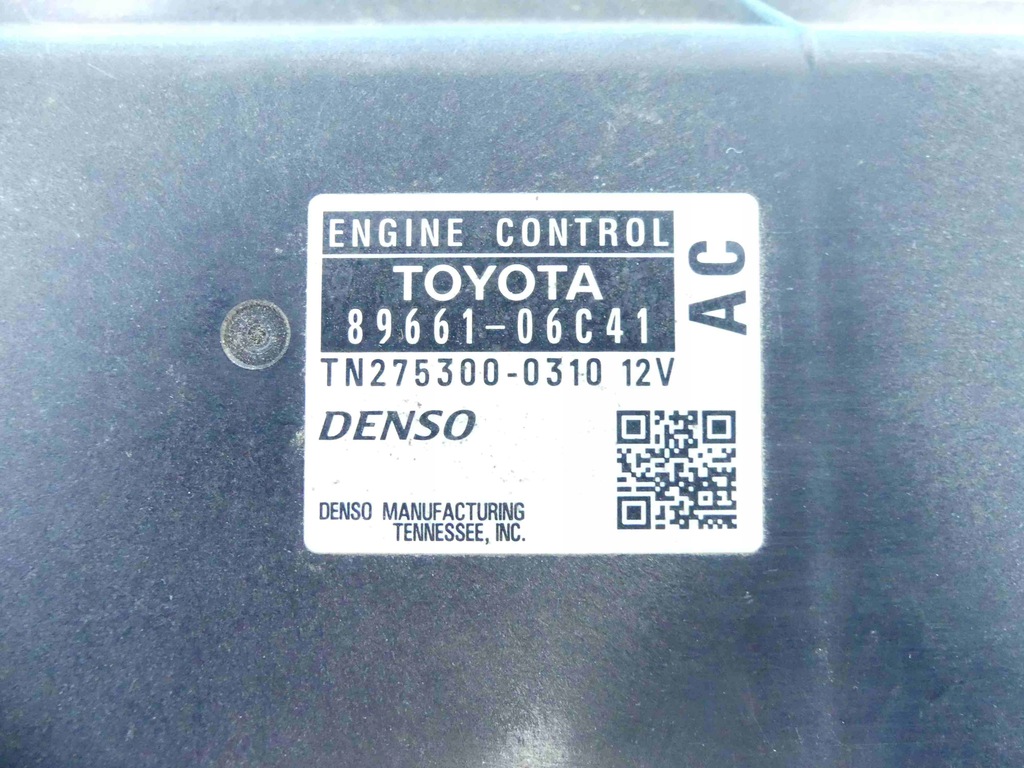 ENGINE CONTROL
TOYOTA
89661-06C41
AC
TN275300-0310 12V
DENSO
DENSO MANUFACTURING
TENNESSEE, INC.